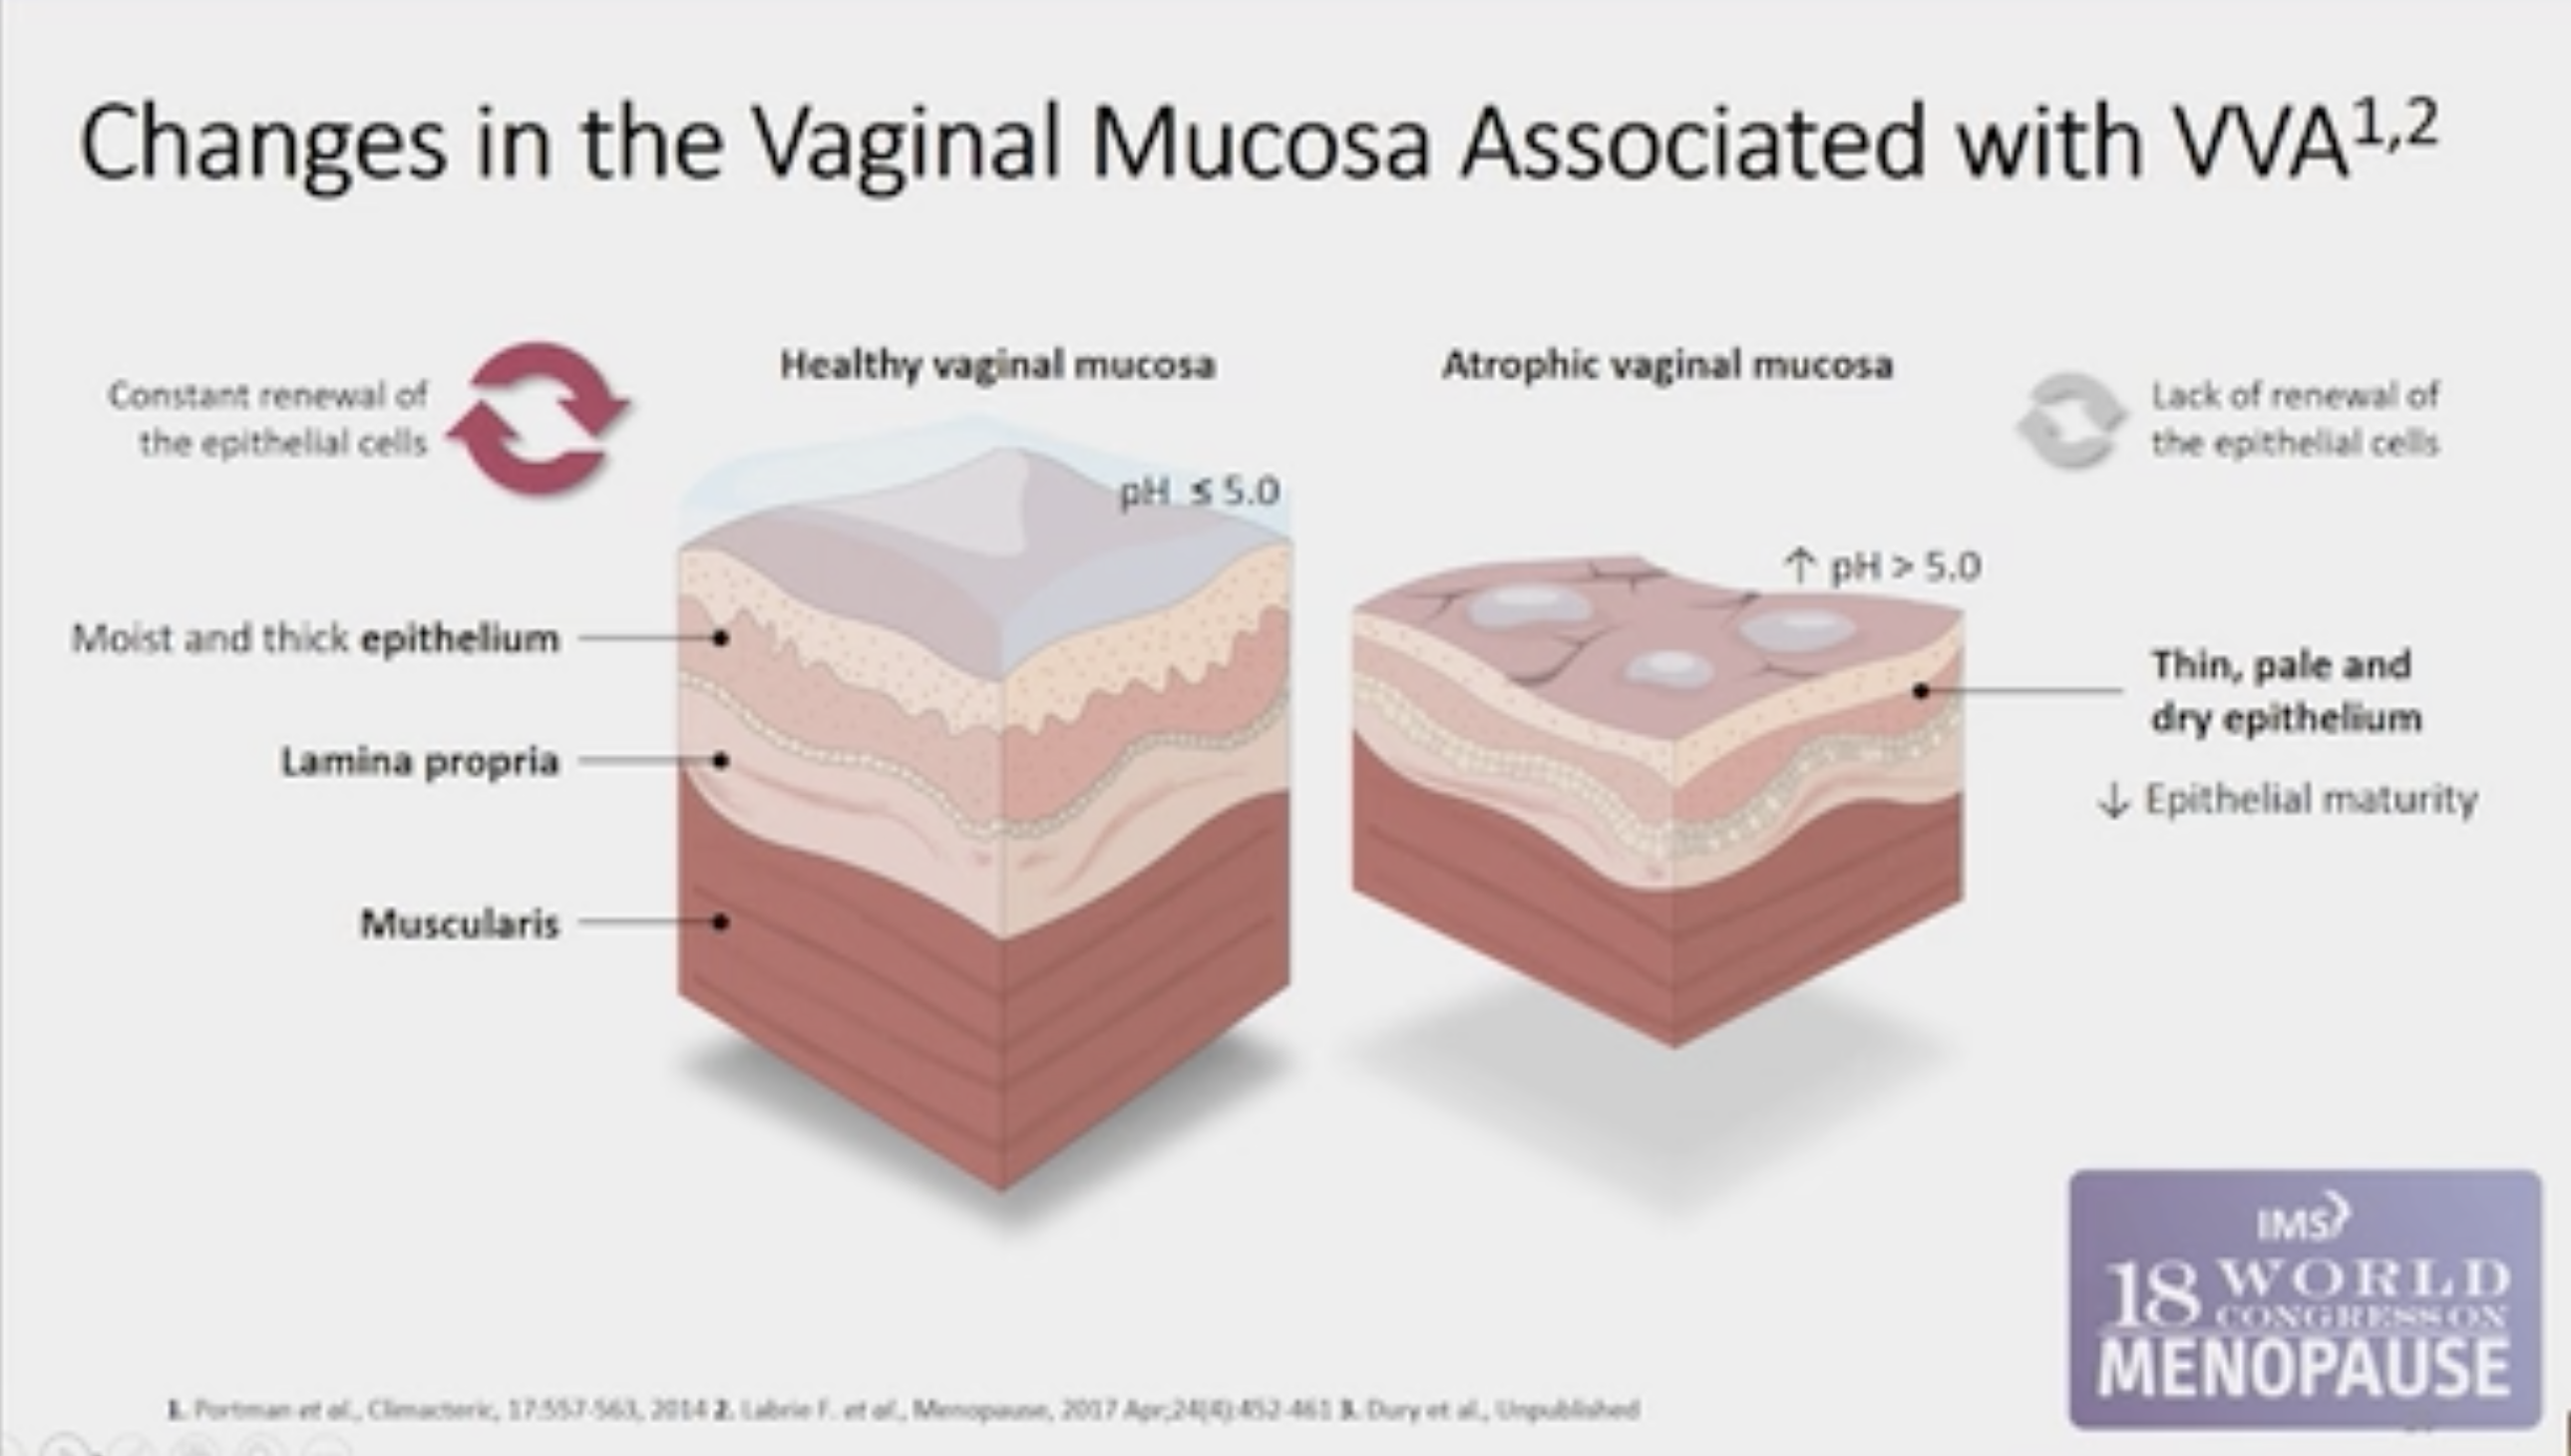 Changes in the Vaginal Mucosa Associated with VVA1,2
Constant renewal of
the epithelial cells
Healthy vaginal mucosa
pH ≤ 5.0
Moist and thick epithelium
Lamina propria
Muscularis
Atrophic vaginal mucosa
↑ pH > 5.0
Lack of renewal of
the epithelial cells
Thin, pale and
dry epithelium
↓ Epithelial maturity
IMS
18 WORLD
CONGRESS ON
MENOPAUSE
1. Portman et al., Climacteric, 17:557-563, 2014 2. Labrie F. et al., Menopause, 2017 Apr;24(4):452-461 3. Dury et al., Unpublished